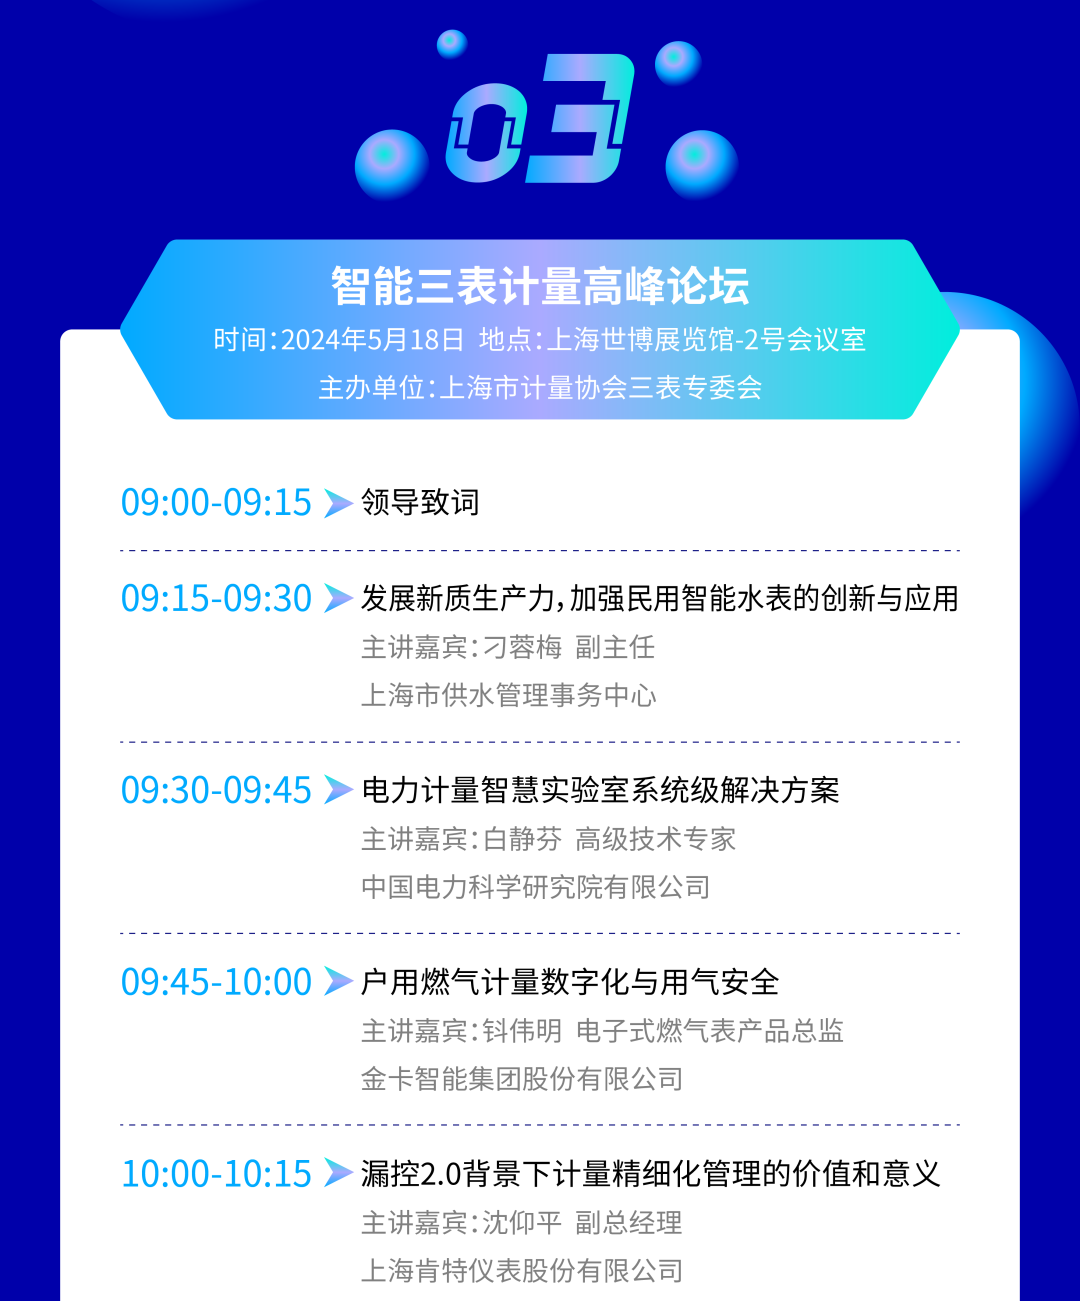 03
智能三表计量高峰论坛
时间：2024年5月18日 地点：上海世博展览馆-2号会议室
主办单位：上海市计量协会三表专委会
09:00-09:15 领导致词
09:15-09:30 发展新质生产力，加强民用智能水表的创新与应用
主讲嘉宾：刁蓉梅 副主任
上海市供水管理事务中心
09:30-09:45 电力计量智慧实验室系统级解决方案
主讲嘉宾：白静芬 高级技术专家
中国电力科学研究院有限公司
09:45-10:00 户用燃气计量数字化与用气安全
主讲嘉宾：钭伟明 电子式燃气表产品总监
金卡智能集团股份有限公司
10:00-10:15 漏控2.0背景下计量精细化管理的价值和意义
主讲嘉宾：沈仰平 副总经理
上海肯特仪表股份有限公司